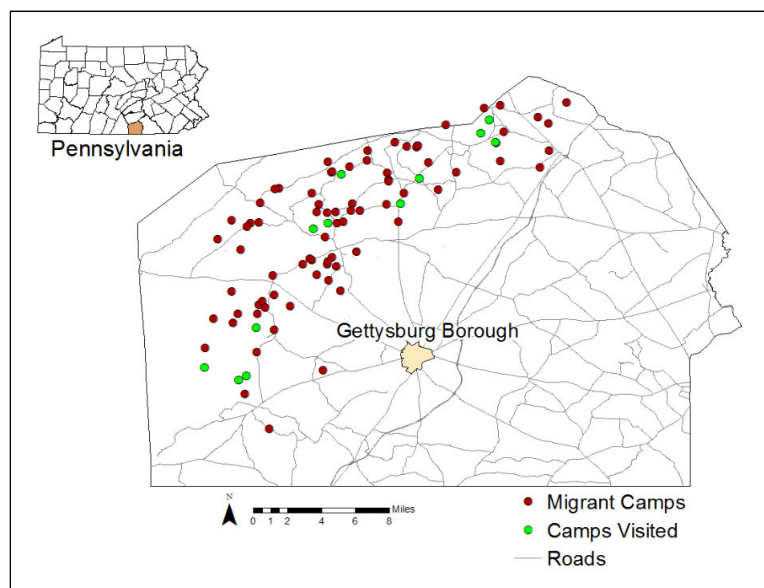 Pennsylvania
Gettysburg Borough
N
Miles
0 1 2 4 6 8
Migrant Camps
Camps Visited
Roads